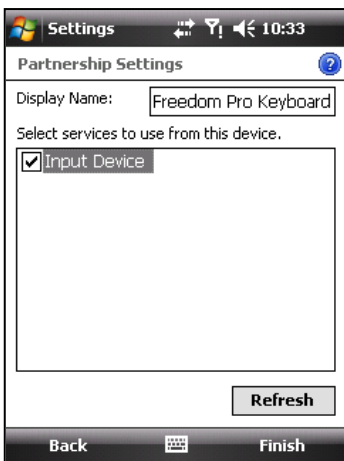 Settings 10:33
Partnership Settings ?
Display Name: Freedom Pro Keyboard
Select services to use from this device.
Input Device
Refresh
Back Finish